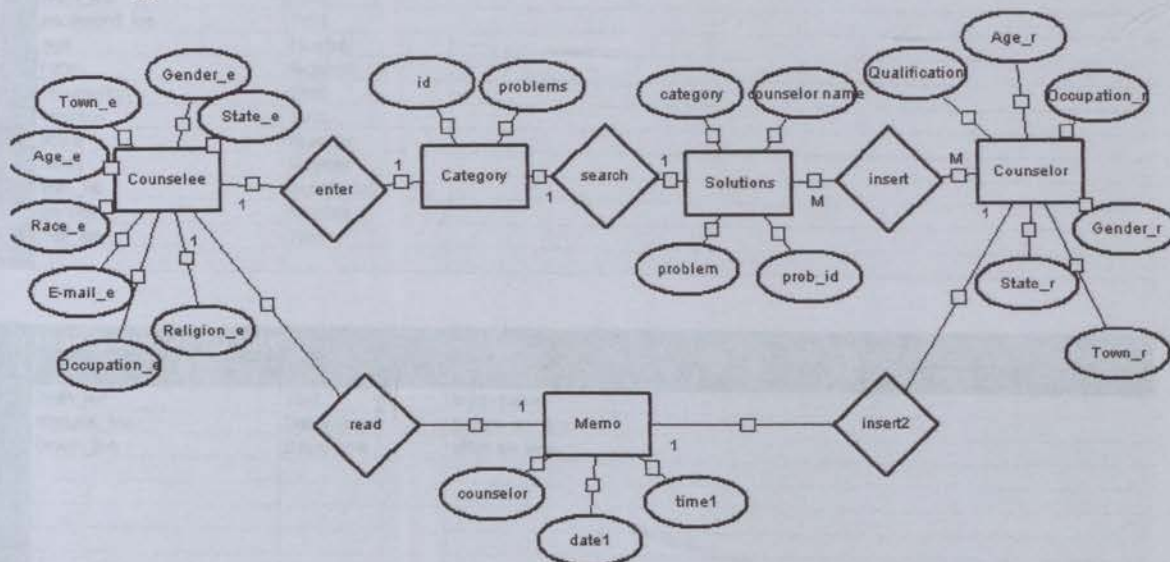 Age_r
Gender_e
Qualification
id
problems
category
counselor name
Occupation_r
Town_e
State_e
Age_e
Counselee
1
enter
1
Category
1
search
1
Solutions
M
insert
M
Counselor
1
Race_e
1
Gender_r
E-mail_e
problem
prob_id
State_r
Religion_e
Occupation_e
Town_r
read
1
Memo
1
insert2
counselor
time1
date1